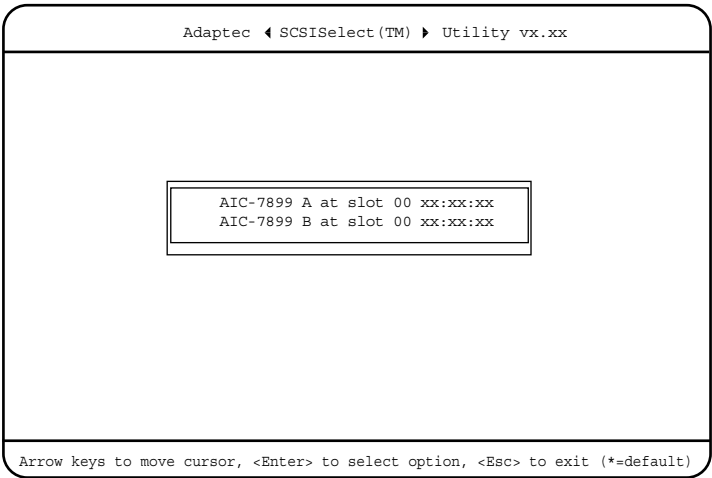 Adaptec ◀ SCSISelect(TM) ▶ Utility vx.xx
AIC-7899 A at slot 00 xx:xx:xx
AIC-7899 B at slot 00 xx:xx:xx
Arrow keys to move cursor, <Enter> to select option, <Esc> to exit (*=default)